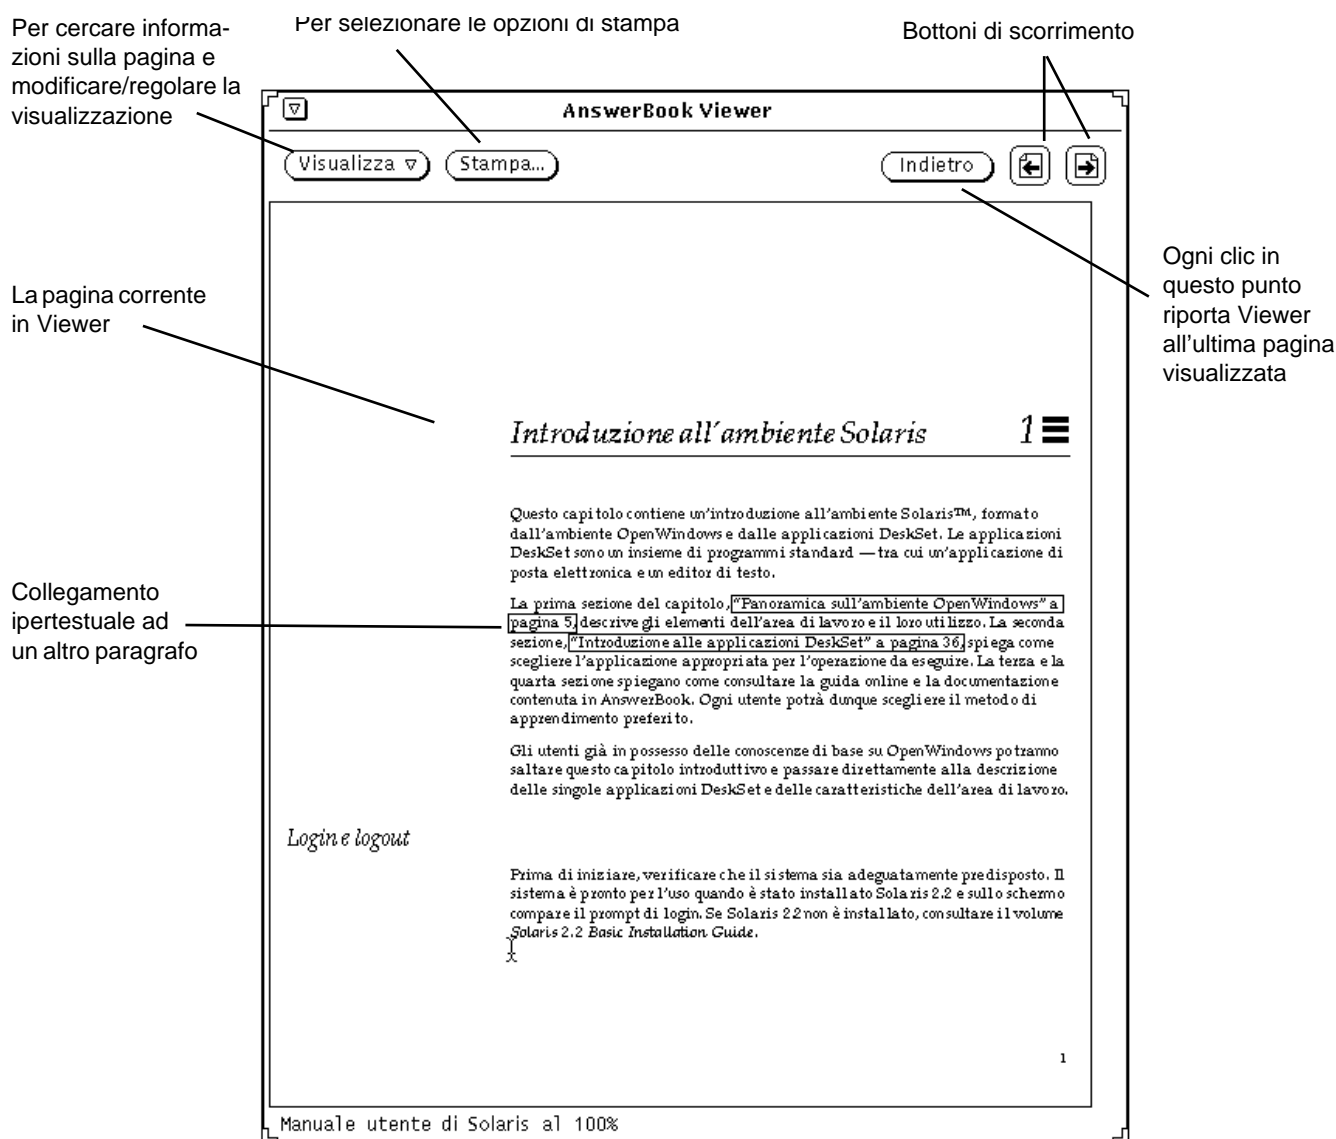 Per cercare informa-
zioni sulla pagina e
modificare/regolare la
visualizzazione
Per selezionare le opzioni di stampa
Bottoni di scorrimento
AnswerBook Viewer
Visualizza
Stampa...
Indietro
Ogni clic in
questo punto
riporta Viewer
all'ultima pagina
visualizzata
La pagina corrente
in Viewer
Introduzione all'ambiente Solaris 1
Questo capitolo contiene un'introduzione all'ambiente Solaris™, formato
dall'ambiente OpenWindows e dalle applicazioni DeskSet. Le applicazioni
DeskSet sono un insieme di programmi standard — tra cui un'applicazione di
posta elettronica e un editor di testo.
Collegamento
ipertestuale ad
un altro paragrafo
La prima sezione del capitolo, "Panoramica sull'ambiente OpenWindows" a
pagina 5, descrive gli elementi dell'area di lavoro e il loro utilizzo. La seconda
sezione, "Introduzione alle applicazioni DeskSet" a pagina 36, spiega come
scegliere l'applicazione appropriata per l'operazione da eseguire. La terza e la
quarta sezione spiegano come consultare la guida online e la documentazione
contenuta in AnswerBook. Ogni utente potrà dunque scegliere il metodo di
apprendimento preferito.
Gli utenti già in possesso delle conoscenze di base su OpenWindows potranno
saltare questo capitolo introduttivo e passare direttamente alla descrizione
delle singole applicazioni DeskSet e delle caratteristiche dell'area di lavoro.
Login e logout
Prima di iniziare, verificare che il sistema sia adeguatamente predisposto. Il
sistema è pronto per l'uso quando è stato installato Solaris 2.2 e sullo schermo
compare il prompt di login. Se Solaris 2.2 non è installato, consultare il volume
Solaris 2.2 Basic Installation Guide.
1
Manuale utente di Solaris al 100%